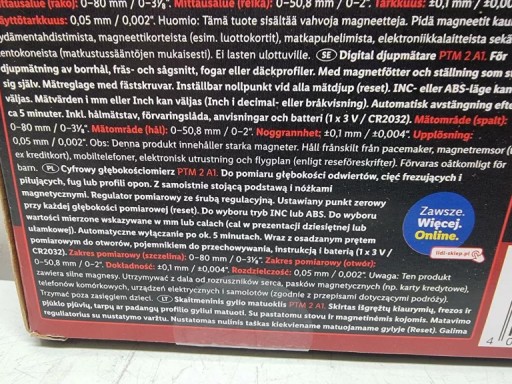 Mittausalue (rako): 0–80 mm / 0–3⅛". Mittausalue (reikä): 0–50,8 mm / 0–2". Tarkkuus: ±0,1 mm / ±0,00
Näyttötarkkuus: 0,05 mm / 0,002". Huomio: Tämä tuote sisältää vahvoja magneetteja. Pidä magneetit kau
ydämentahdistimista, magneettikorteista (esim. luottokortit), matkapuhelimista, elektroniikkalaitteista sekä
entokoneista (matkustussääntöjen mukaisesti). Ei lasten ulottuville. SE Digital djupmätare PTM 2 A1. För
djupmätning av borrhål, fräs- och sågsnitt, fogar eller däckprofiler. Med magnetfötter och ställning som st
sig själv. Mätreglage med fästskruvar. Inställbar nollpunkt vid alla mätdjup (reset). INC- eller ABS-läge kan
väljas. Mätvärden i mm eller Inch kan väljas (Inch i decimal- eller bråkvisning). Automatisk avstängning efte
ca 5 minuter. Inkl. hålmätstav, förvaringslåda, anvisningar och batteri (1 x 3 V / CR2032). Mätområde (spalt):
0–80 mm / 0–3⅛". Mätområde (hål): 0–50,8 mm / 0–2". Noggrannhet: ±0,1 mm / ±0,004". Upplösning:
0,05 mm / 0,002". Obs: Denna produkt innehåller starka magneter. Håll frånskilt från pacemaker, magnetremsor (
ex kreditkort), mobiltelefoner, elektronisk utrustning och flygplan (enligt reseföreskrifter). Förvaras oåtkomligt för
barn. PL Cyfrowy głębokościomierz PTM 2 A1. Do pomiaru głębokości odwiertów, cięć frezujących i
pilujących, fug lub profili opon. Z samoistnie stojącą podstawą i nóżkami
magnetycznymi. Regulator pomiarowy ze śrubą regulacyjną. Ustawiany punkt zerowy
przy każdej głębokości pomiarowej (reset). Do wyboru tryb INC lub ABS. Do wyboru
wartości mierzone wskazywane w mm lub calach (cal w prezentacji dziesiętnej lub
ułamkowej). Automatyczne wyłączanie po ok. 5 minutach. Wraz z osadzanym prętem
pomiarowym do otworów, pojemnikiem do przechowywania, instrukcją i baterią (1 x 3 V /
CR2032). Zakres pomiarowy (szczelina): 0–80 mm / 0–3⅛". Zakres pomiarowy (otwór):
0–50,8 mm / 0–2". Dokładność: ±0,1 mm / ±0,004". Rozdzielczość: 0,05 mm / 0,002". Uwaga: Ten produkt
zawiera silne magnesy. Utrzymywać z dala od rozruszników serca, pasków magnetycznych (np. karty kredytowe),
telefonów komórkowych, urządzeń elektrycznych i samolotów (zgodnie z przepisami dotyczącymi podróży).
Trzymać poza zasięgiem dzieci. LT Skaitmeninis gylio matuoklis PTM 2 A1. Skirtas išgręžtų kiaurymių, frezos ir
pjūklo pjūvių, tarpų ar padangų profilio gyliui matuoti. Su pastatomu stovu ir magnetinėmis kojomis. Matavimo
reguliatorius su nustatymo varžtu. Nustatomas nulinis taškas kiekviename matuojamame gylyje (Reset). Galima
Zawsze.
Więcej.
Online.
lidl-sklep.pl
4 0